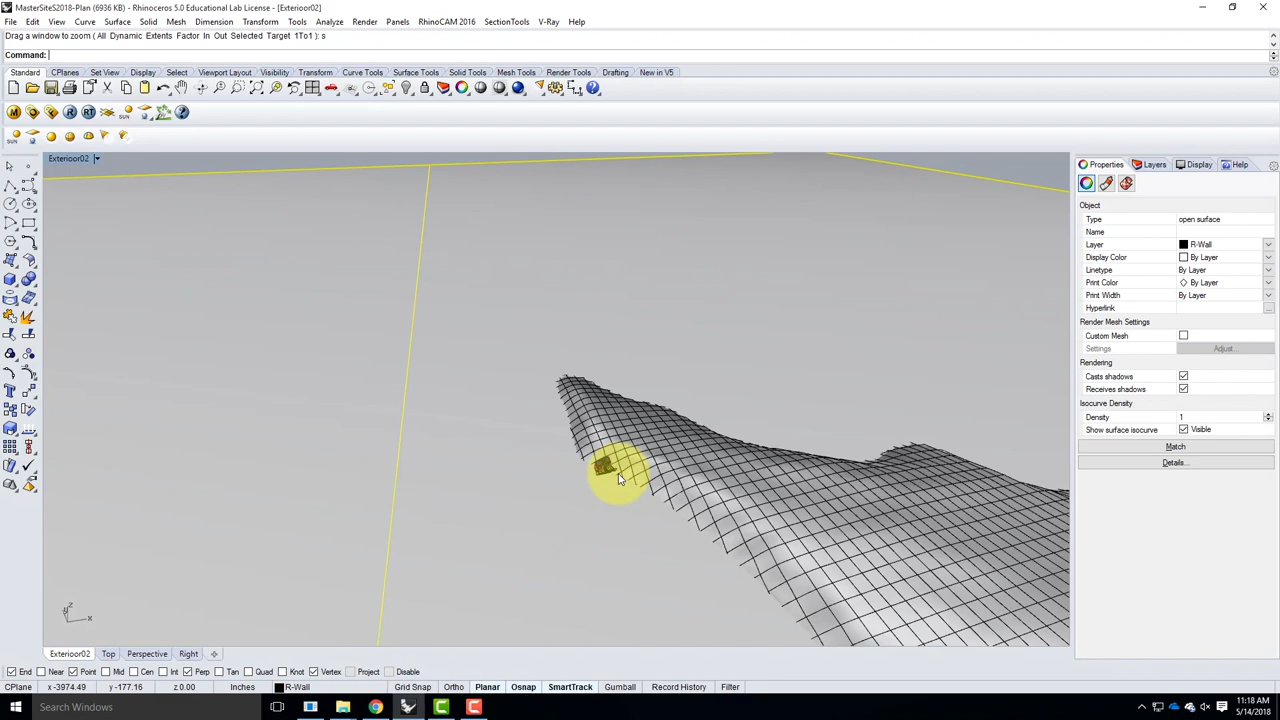 MasterSiteS2018-Plan (6936 KB) - Rhinoceros 5.0 Educational Lab License - [Exterioor02]
File Edit View Curve Surface Solid Mesh Dimension Transform Tools Analyze Render Panels RhinoCAM 2016 SectionTools V-Ray Help
Drag a window to zoom ( All Dynamic Extents Factor In Out Selected Target 1To1 ): s
Command:
Standard CPlanes Set View Display Select Viewport Layout Visibility Transform Curve Tools Surface Tools Solid Tools Mesh Tools Render Tools Drafting New in V5
M R RT SUN
SUN
Exterioor02
Properties Layers Display Help
Object
Type open surface
Name
Layer R-Wall
Display Color By Layer
Linetype By Layer
Print Color By Layer
Print Width By Layer
Hyperlink ...
Render Mesh Settings
Custom Mesh
Settings Adjust...
Rendering
Casts shadows
Receives shadows
Isocurve Density
Density 1
Show surface isocurve Visible
Match
Details...
z
y
x
Exterioor02 Top Perspective Right
End Near Point Mid Cen Int Perp Tan Quad Knot Vertex Project Disable
CPlane x -3974.49 y -177.16 z 0.00 Inches R-Wall Grid Snap Ortho Planar Osnap SmartTrack Gumball Record History Filter
Search Windows
11:18 AM
5/14/2018